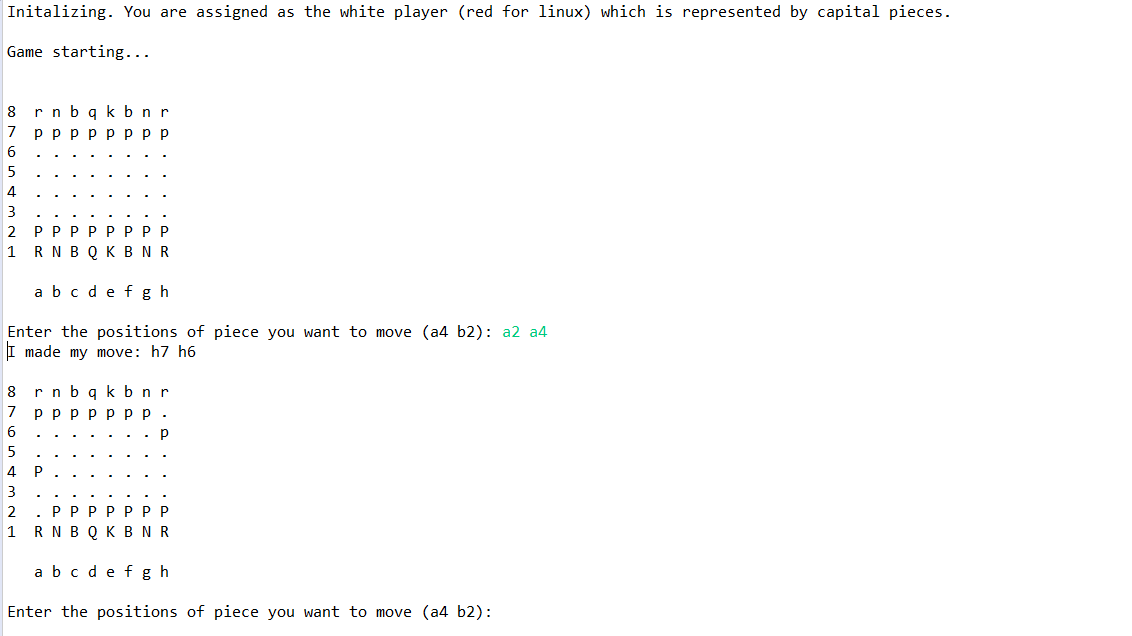 Initalizing. You are assigned as the white player (red for linux) which is represented by capital pieces.
Game starting...
8 r n b q k b n r
7 p p p p p p p p
6 . . . . . . . .
5 . . . . . . . .
4 . . . . . . . .
3 . . . . . . . .
2 P P P P P P P P
1 R N B Q K B N R
a b c d e f g h
Enter the positions of piece you want to move (a4 b2): a2 a4
I made my move: h7 h6
8 r n b q k b n r
7 p p p p p p p .
6 . . . . . . . p
5 . . . . . . . .
4 P . . . . . . .
3 . . . . . . . .
2 . P P P P P P P
1 R N B Q K B N R
a b c d e f g h
Enter the positions of piece you want to move (a4 b2):